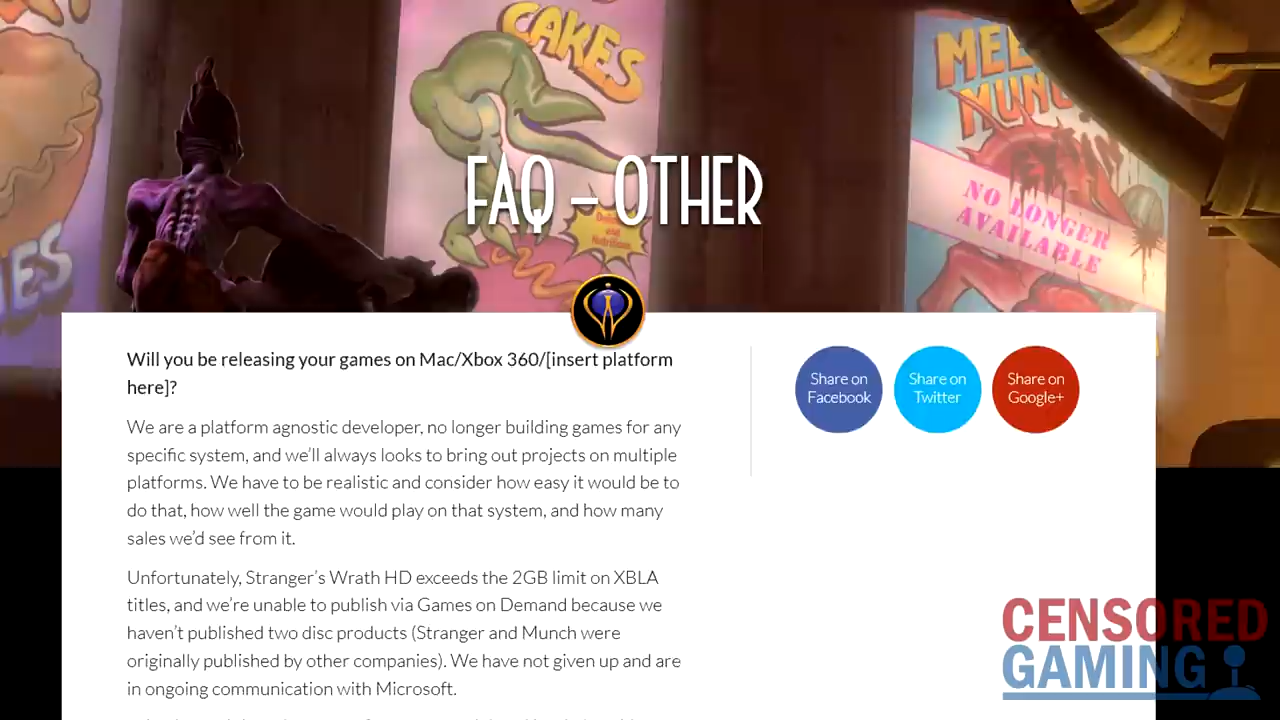 CAKES
FAQ – OTHER
NO LONGER
AVAILABLE
Will you be releasing your games on Mac/Xbox 360/[insert platform
here]?
We are a platform agnostic developer, no longer building games for any
specific system, and we'll always looks to bring out projects on multiple
platforms. We have to be realistic and consider how easy it would be to
do that, how well the game would play on that system, and how many
sales we'd see from it.
Unfortunately, Stranger's Wrath HD exceeds the 2GB limit on XBLA
titles, and we're unable to publish via Games on Demand because we
haven't published two disc products (Stranger and Munch were
originally published by other companies). We have not given up and are
in ongoing communication with Microsoft.
Share on
Facebook
Share on
Twitter
Share on
Google+
CENSORED
GAMING